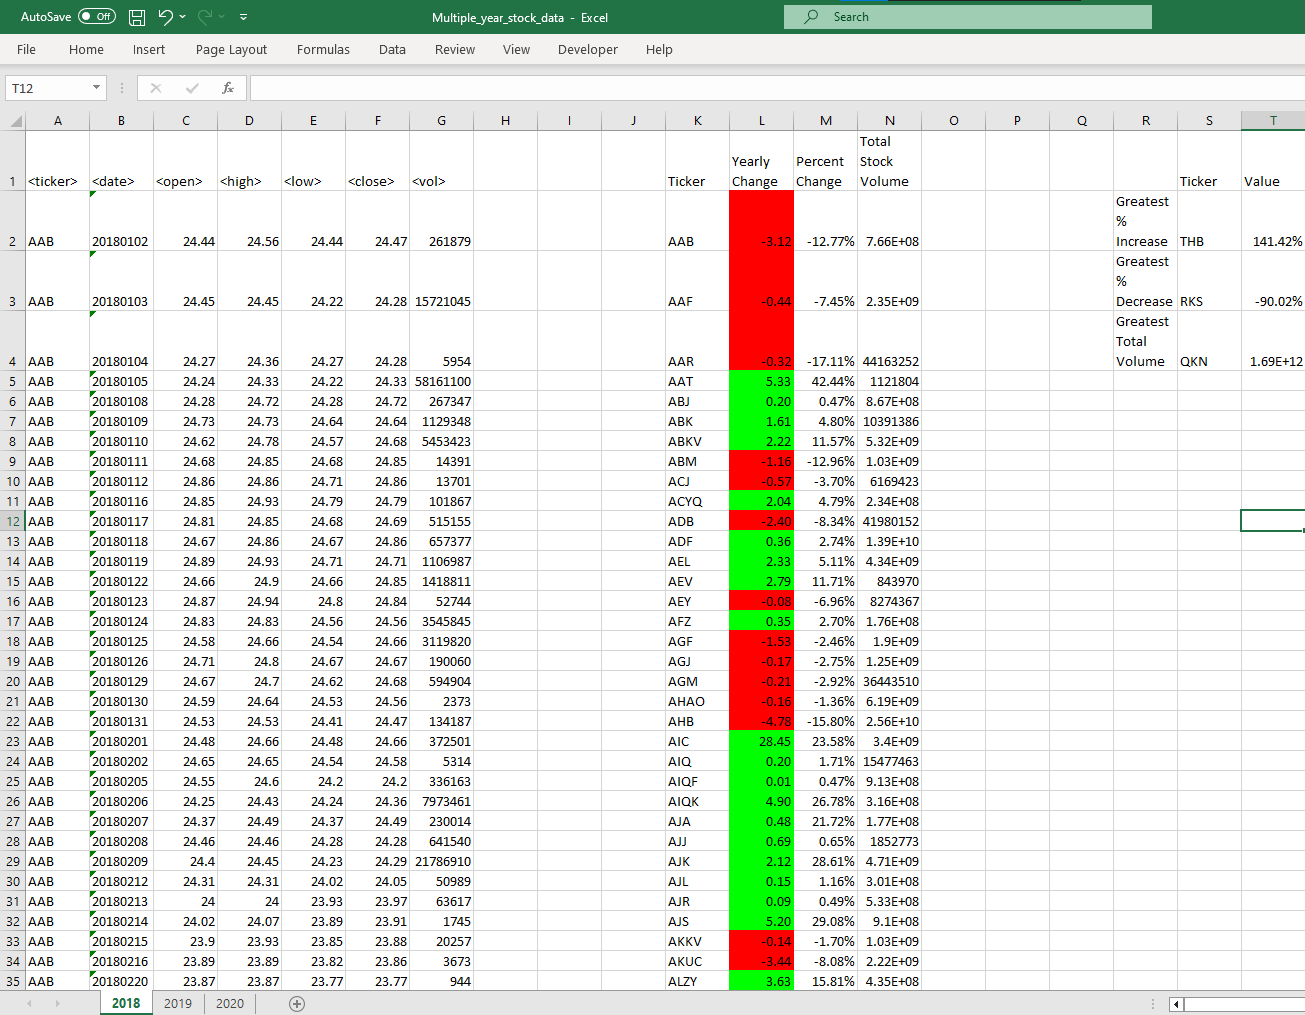 AutoSave Off Multiple_year_stock_data - Excel Search
File Home Insert Page Layout Formulas Data Review View Developer Help
T12 fx
A B C D E F G H I J K L M N O P Q R S T
1 <ticker> <date> <open> <high> <low> <close> <vol> Ticker Yearly Change Percent Change Total Stock Volume Ticker Value
2 AAB 20180102 24.44 24.56 24.44 24.47 261879 AAB -3.12 -12.77% 7.66E+08 Greatest % Increase THB 141.42%
3 AAB 20180103 24.45 24.45 24.22 24.28 15721045 AAF -0.44 -7.45% 2.35E+09 Greatest % Decrease RKS -90.02%
4 AAB 20180104 24.27 24.36 24.27 24.28 5954 AAR -0.32 -17.11% 44163252 Greatest Total Volume QKN 1.69E+12
5 AAB 20180105 24.24 24.33 24.22 24.33 58161100 AAT 5.33 42.44% 1121804
6 AAB 20180108 24.28 24.72 24.28 24.72 267347 ABJ 0.20 0.47% 8.67E+08
7 AAB 20180109 24.73 24.73 24.64 24.64 1129348 ABK 1.61 4.80% 10391386
8 AAB 20180110 24.62 24.78 24.57 24.68 5453423 ABKV 2.22 11.57% 5.32E+09
9 AAB 20180111 24.68 24.85 24.68 24.85 14391 ABM -1.16 -12.96% 1.03E+09
10 AAB 20180112 24.86 24.86 24.71 24.86 13701 ACJ -0.57 -3.70% 6169423
11 AAB 20180116 24.85 24.93 24.79 24.79 101867 ACYQ 2.04 4.79% 2.34E+08
12 AAB 20180117 24.81 24.85 24.68 24.69 515155 ADB -2.40 -8.34% 41980152
13 AAB 20180118 24.67 24.86 24.67 24.86 657377 ADF 0.36 2.74% 1.39E+10
14 AAB 20180119 24.89 24.93 24.71 24.71 1106987 AEL 2.33 5.11% 4.34E+09
15 AAB 20180122 24.66 24.9 24.66 24.85 1418811 AEV 2.79 11.71% 843970
16 AAB 20180123 24.87 24.94 24.8 24.84 52744 AEY -0.08 -6.96% 8274367
17 AAB 20180124 24.83 24.83 24.56 24.56 3545845 AFZ 0.35 2.70% 1.76E+08
18 AAB 20180125 24.58 24.66 24.54 24.66 3119820 AGF -1.53 -2.46% 1.9E+09
19 AAB 20180126 24.71 24.8 24.67 24.67 190060 AGJ -0.17 -2.75% 1.25E+09
20 AAB 20180129 24.67 24.7 24.62 24.68 594904 AGM -0.21 -2.92% 36443510
21 AAB 20180130 24.59 24.64 24.53 24.56 2373 AHAO -0.16 -1.36% 6.19E+09
22 AAB 20180131 24.53 24.53 24.41 24.47 134187 AHB -4.78 -15.80% 2.56E+10
23 AAB 20180201 24.48 24.66 24.48 24.66 372501 AIC 28.45 23.58% 3.4E+09
24 AAB 20180202 24.65 24.65 24.54 24.58 5314 AIQ 0.20 1.71% 15477463
25 AAB 20180205 24.55 24.6 24.2 24.2 336163 AIQF 0.01 0.47% 9.13E+08
26 AAB 20180206 24.25 24.43 24.24 24.36 7973461 AIQK 4.90 26.78% 3.16E+08
27 AAB 20180207 24.37 24.49 24.37 24.49 230014 AJA 0.48 21.72% 1.77E+08
28 AAB 20180208 24.46 24.46 24.28 24.28 641540 AJJ 0.69 0.65% 1852773
29 AAB 20180209 24.4 24.45 24.23 24.29 21786910 AJK 2.12 28.61% 4.71E+09
30 AAB 20180212 24.31 24.31 24.02 24.05 50989 AJL 0.15 1.16% 3.01E+08
31 AAB 20180213 24 24 23.93 23.97 63617 AJR 0.09 0.49% 5.33E+08
32 AAB 20180214 24.02 24.07 23.89 23.91 1745 AJS 5.20 29.08% 9.1E+08
33 AAB 20180215 23.9 23.93 23.85 23.88 20257 AKKV -0.14 -1.70% 1.03E+09
34 AAB 20180216 23.89 23.89 23.82 23.86 3673 AKUC -3.44 -8.08% 2.22E+09
35 AAB 20180220 23.87 23.87 23.77 23.77 944 ALZY 3.63 15.81% 4.35E+08
2018 2019 2020